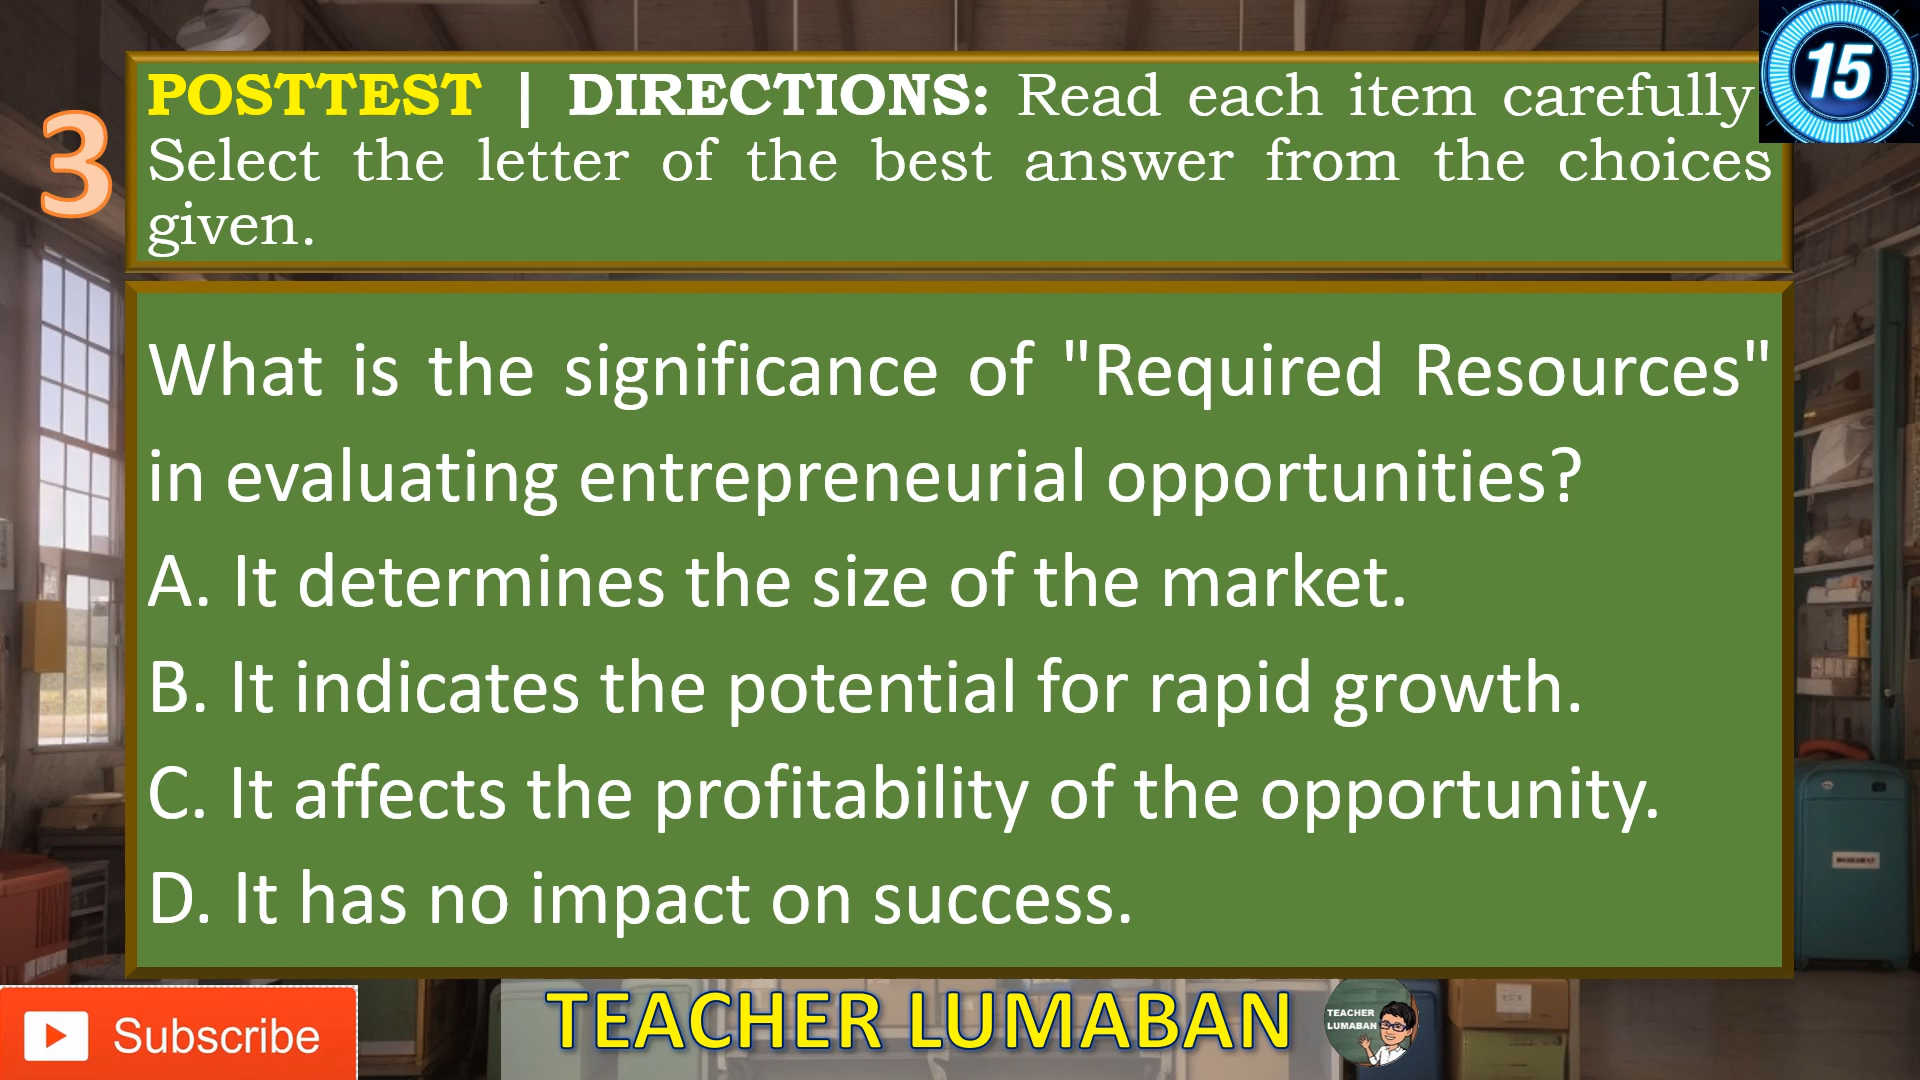 15
3
POSTTEST | DIRECTIONS: Read each item carefully
Select the letter of the best answer from the choices
given.
What is the significance of "Required Resources"
in evaluating entrepreneurial opportunities?
A. It determines the size of the market.
B. It indicates the potential for rapid growth.
C. It affects the profitability of the opportunity.
D. It has no impact on success.
Subscribe
TEACHER LUMABAN
TEACHER
LUMABAN